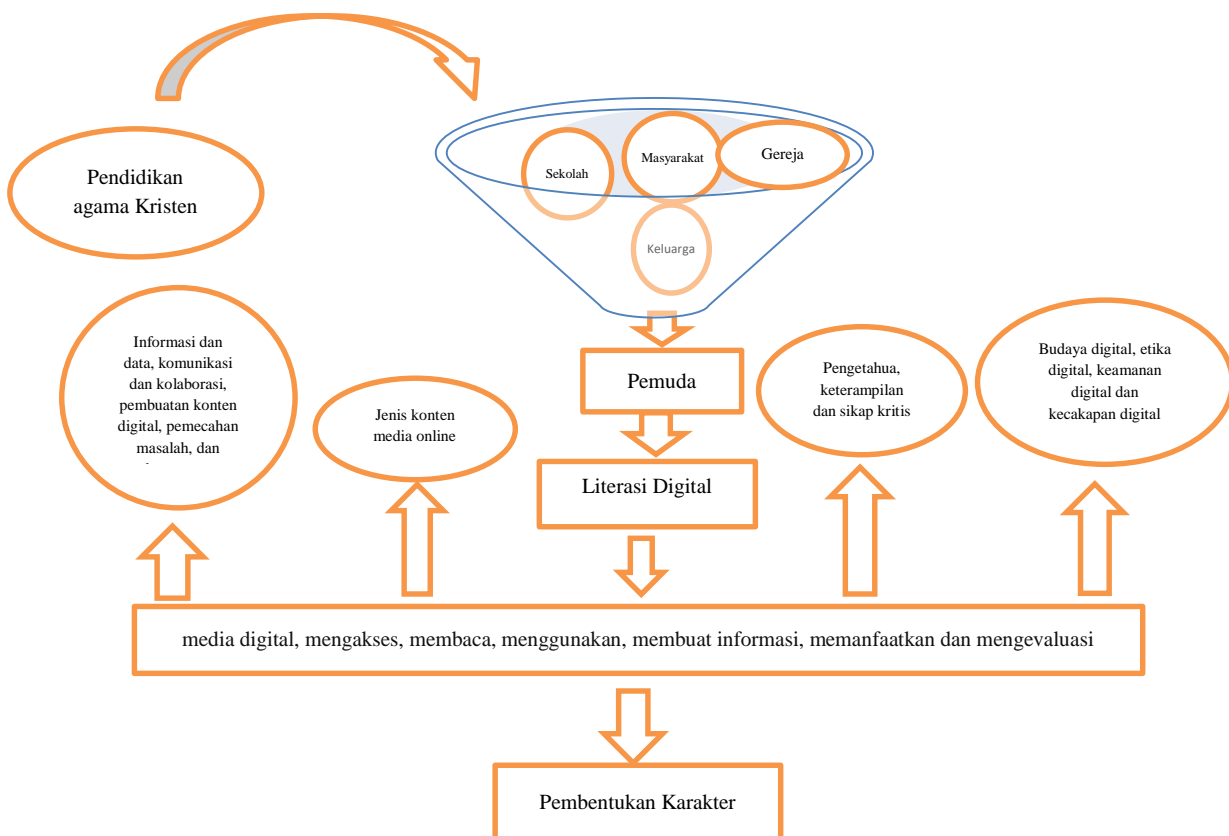 Pendidikan
agama Kristen
Sekolah
Masyarakat
Gereja
Keluarga
Pemuda
Literasi Digital
Informasi dan
data, komunikasi
dan kolaborasi,
pembuatan konten
digital, pemecahan
masalah, dan
Jenis konten
media online
Pengetahua,
keterampilan
dan sikap kritis
Budaya digital, etika
digital, keamanan
digital dan
kecakapan digital
media digital, mengakses, membaca, menggunakan, membuat informasi, memanfaatkan dan mengevaluasi
Pembentukan Karakter